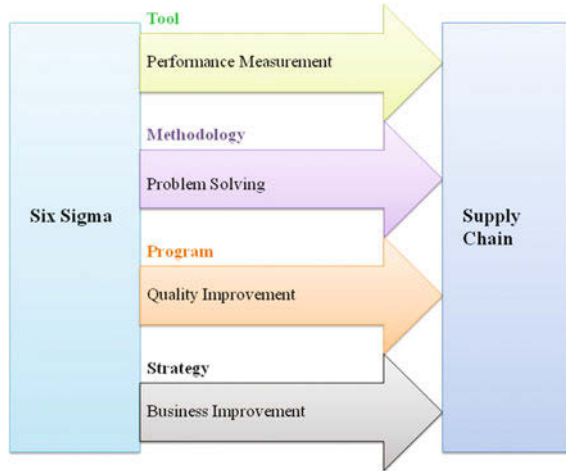 Tool
Performance Measurement
Methodology
Problem Solving
Six Sigma
Supply
Chain
Program
Quality Improvement
Strategy
Business Improvement